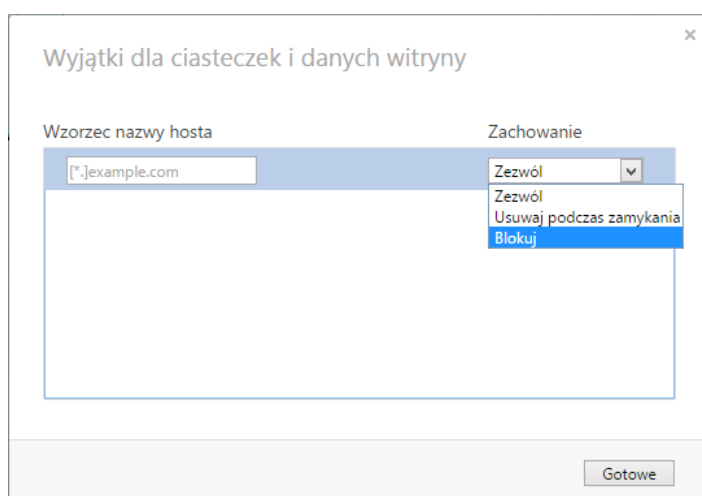 Wyjątki dla ciasteczek i danych witryny
Wzorzec nazwy hosta Zachowanie
[*.]example.com Zezwól
Zezwól
Usuwaj podczas zamykania
Blokuj
Gotowe